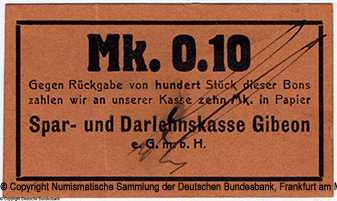 Mk. 0.10
Gegen Rückgabe von hundert Stück dieser Bons
zahlen wir an unserer Kasse zehn Mk. in Papier
Spar- und Darlehnskasse Gibeon
e. G. m. b. H.
© Copyright Numismatische Sammlung der Deutschen Bundesbank, Frankfurt am M
© Copyright Deutsche Bundesbank